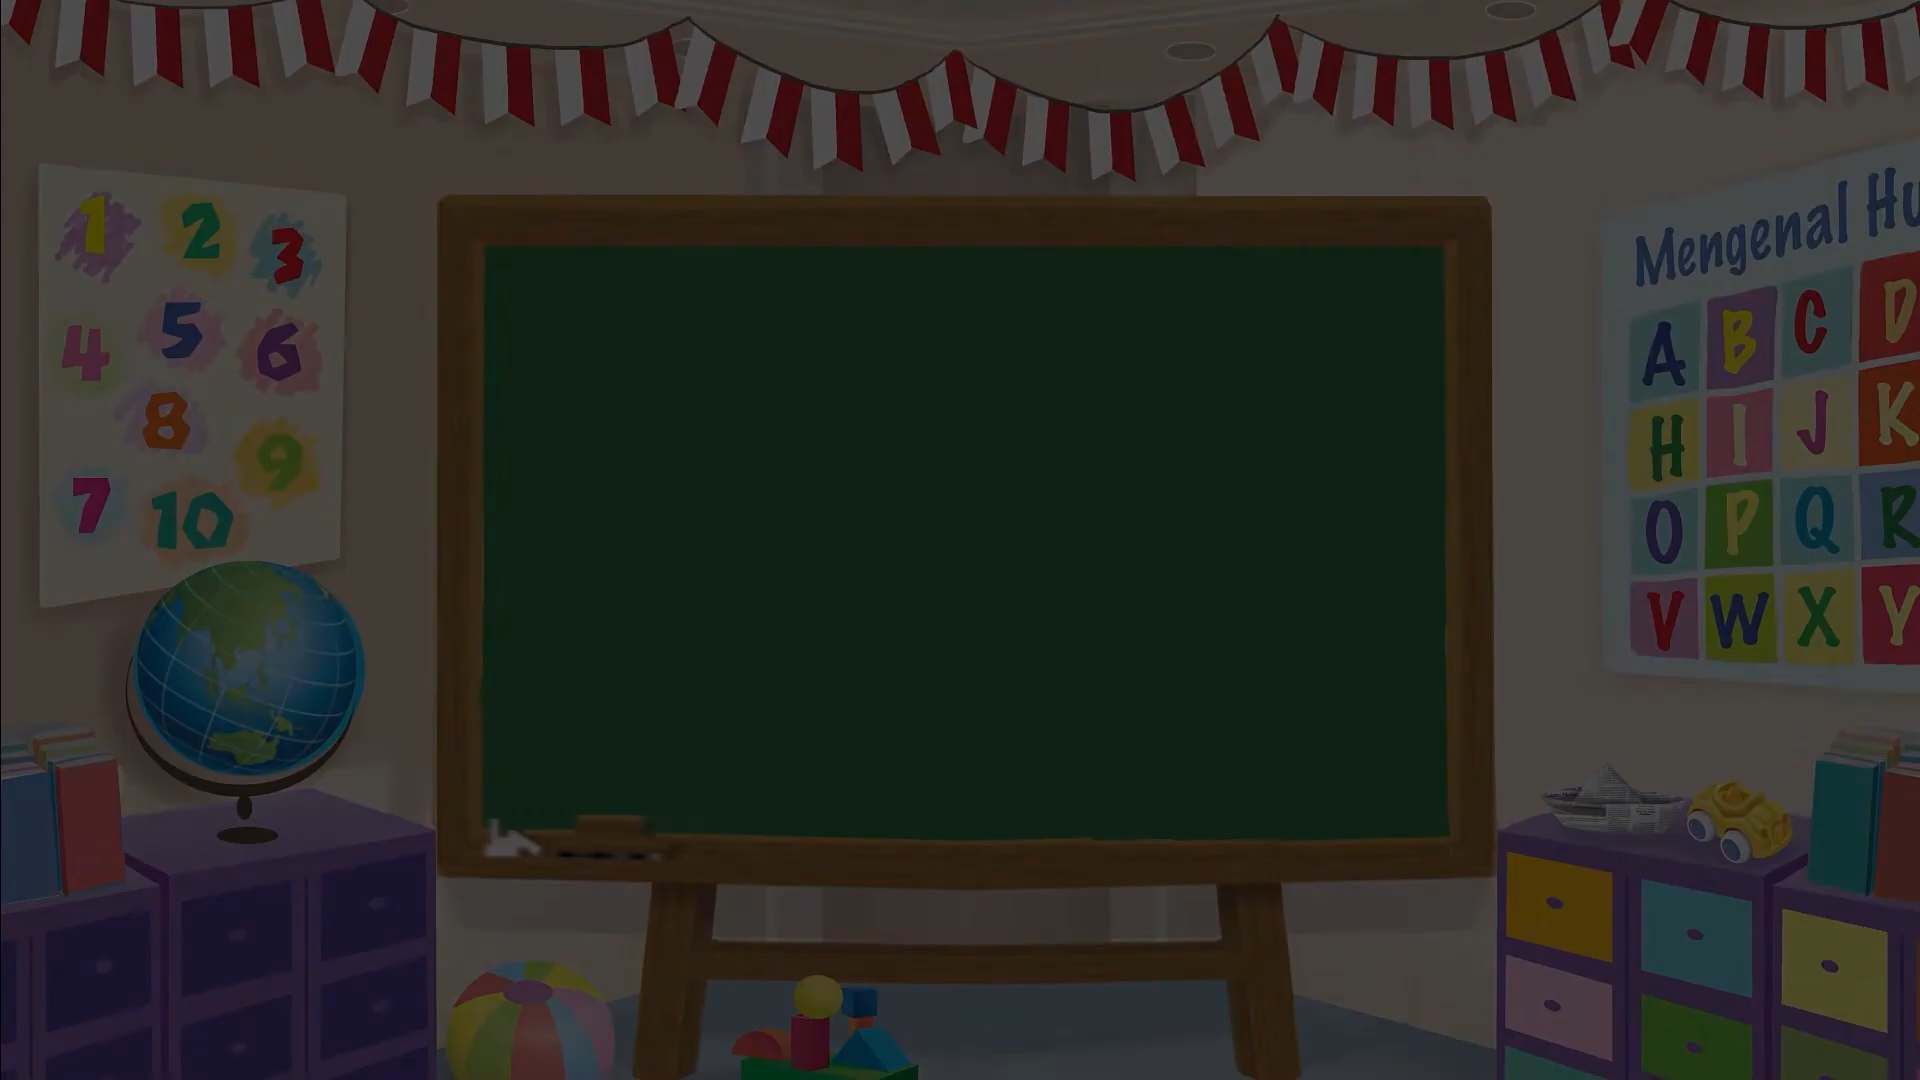 1 2 3
4 5 6
8 9
7 10
Mengenal Hu
A B C D
H I J K
O P Q R
V W X Y